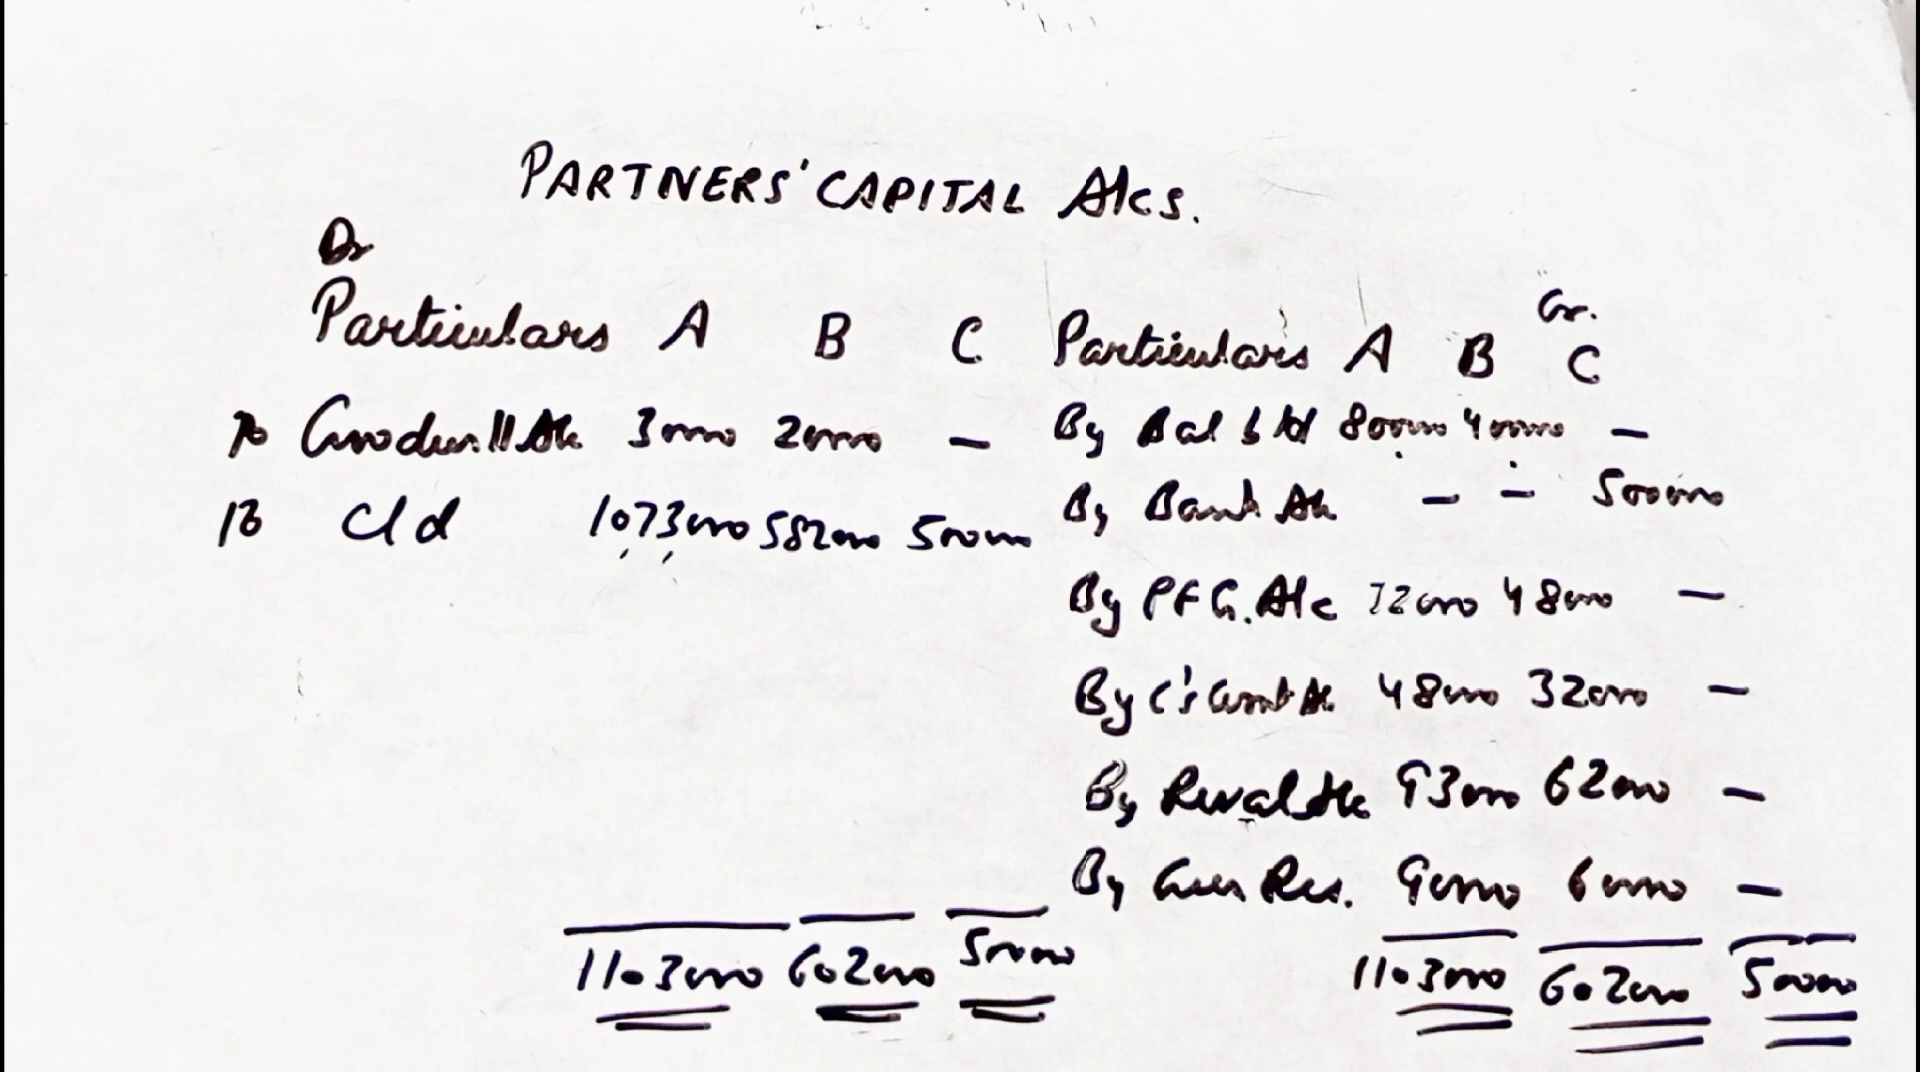 PARTNERS' CAPITAL A/cs.
Dr
Cr.
Particulars A B C Particulars A B C
To Goodwill A/c 30000 20000 — By Bal b/d 800000 400000 —
To c/d 1073000 582000 500000 By Bank A/c — — 500000
By PFG. A/c 72000 48000 —
By C's Curnt A/c 48000 32000 —
By Reval A/c 93000 62000 —
By Gen Res. 90000 60000 —
1103000 602000 500000 1103000 602000 500000